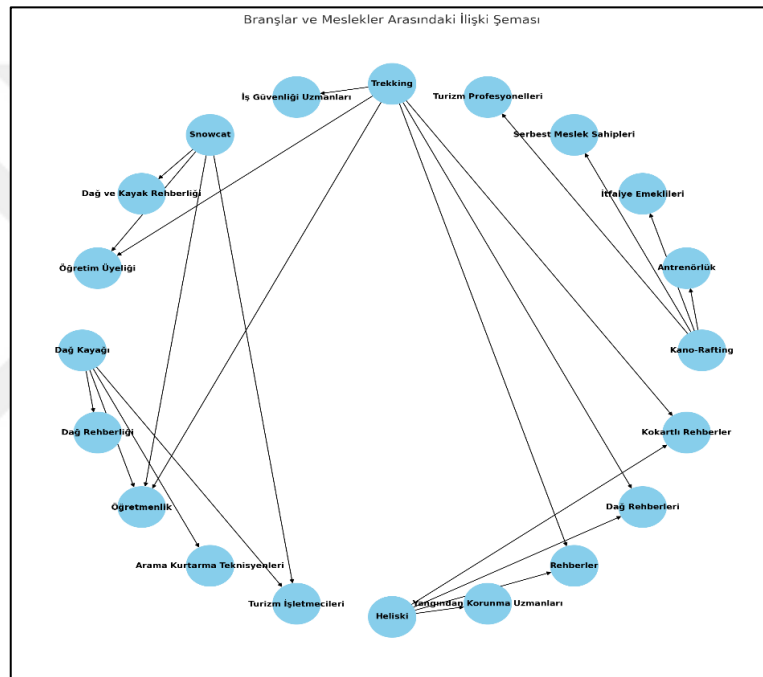 Branşlar ve Meslekler Arasındaki İlişki Şeması
Trekking
İş Güvenliği Uzmanları
Turizm Profesyonelleri
Snowcat
Serbest Meslek Sahipleri
Dağ ve Kayak Rehberliği
İtfaiye Emeklileri
Öğretim Üyeliği
Antrenörlük
Dağ Kayağı
Kano-Rafting
Dağ Rehberliği
Kokartlı Rehberler
Öğretmenlik
Dağ Rehberleri
Arama Kurtarma Teknisyenleri
Rehberler
Turizm İşletmecileri
Yangından Korunma Uzmanları
Heliski